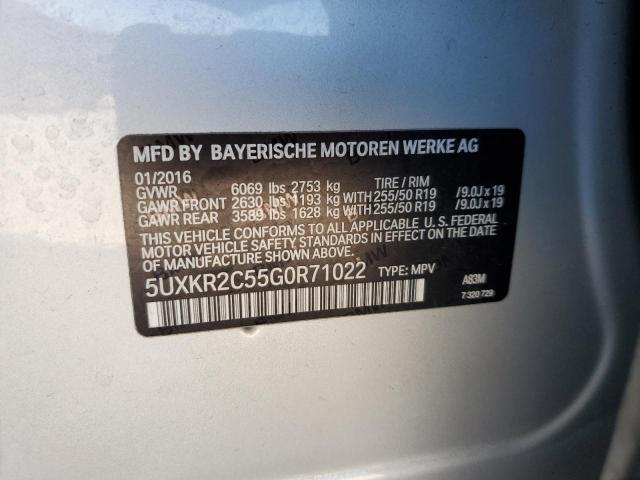 MFD BY BAYERISCHE MOTOREN WERKE AG
01/2016
GVWR 6069 lbs 2753 kg TIRE / RIM
GAWR FRONT 2630 lbs 1193 kg WITH 255/50 R19 /9.0J x 19
GAWR REAR 3589 lbs 1628 kg WITH 255/50 R19 /9.0J x 19
THIS VEHICLE CONFORMS TO ALL APPLICABLE U.S. FEDERAL
MOTOR VEHICLE SAFETY STANDARDS IN EFFECT
ON THE DATE OF MANUFACTURE SHOWN ABOVE.
5UXKR2C55G0R71022 TYPE: MPV A83M
7 320 729